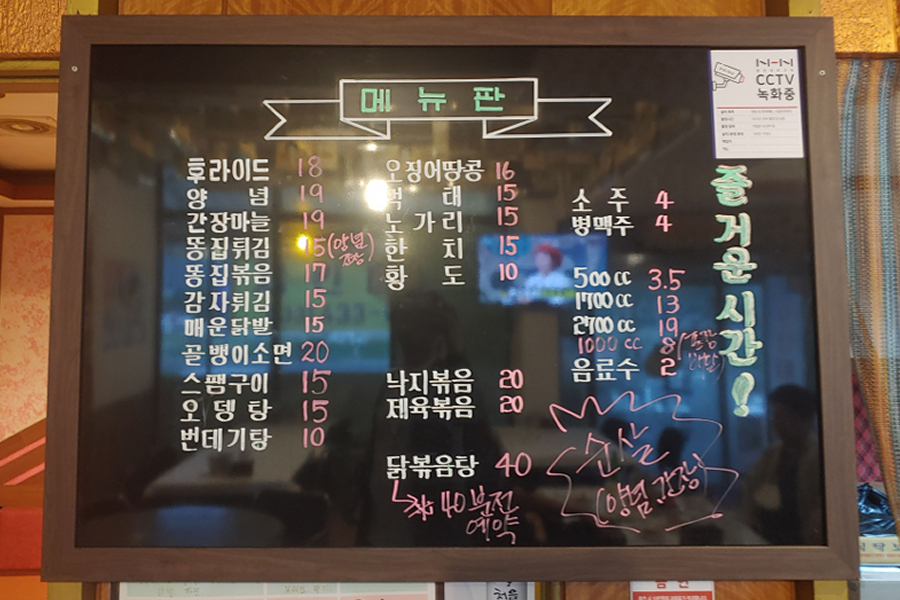 메뉴판
후라이드 18
양념 19
간장마늘 19
똥집튀김 15 (양념 간장)
똥집볶음 17
감자튀김 15
매운닭발 15
골뱅이소면 20
스팸구이 15
오뎅탕 15
번데기탕 10
오징어땅콩 16
먹태 15
노가리 15
한치 15
황도 10
낙지볶음 20
제육볶음 20
닭볶음탕 40
40분전
예약
소주 4
병맥주 4
500cc 3.5
1700cc 13
2700cc 19
1000cc 8 (포장
음료수 2
순살
(양념, 간장)
즐거운시간!
CCTV
녹화중